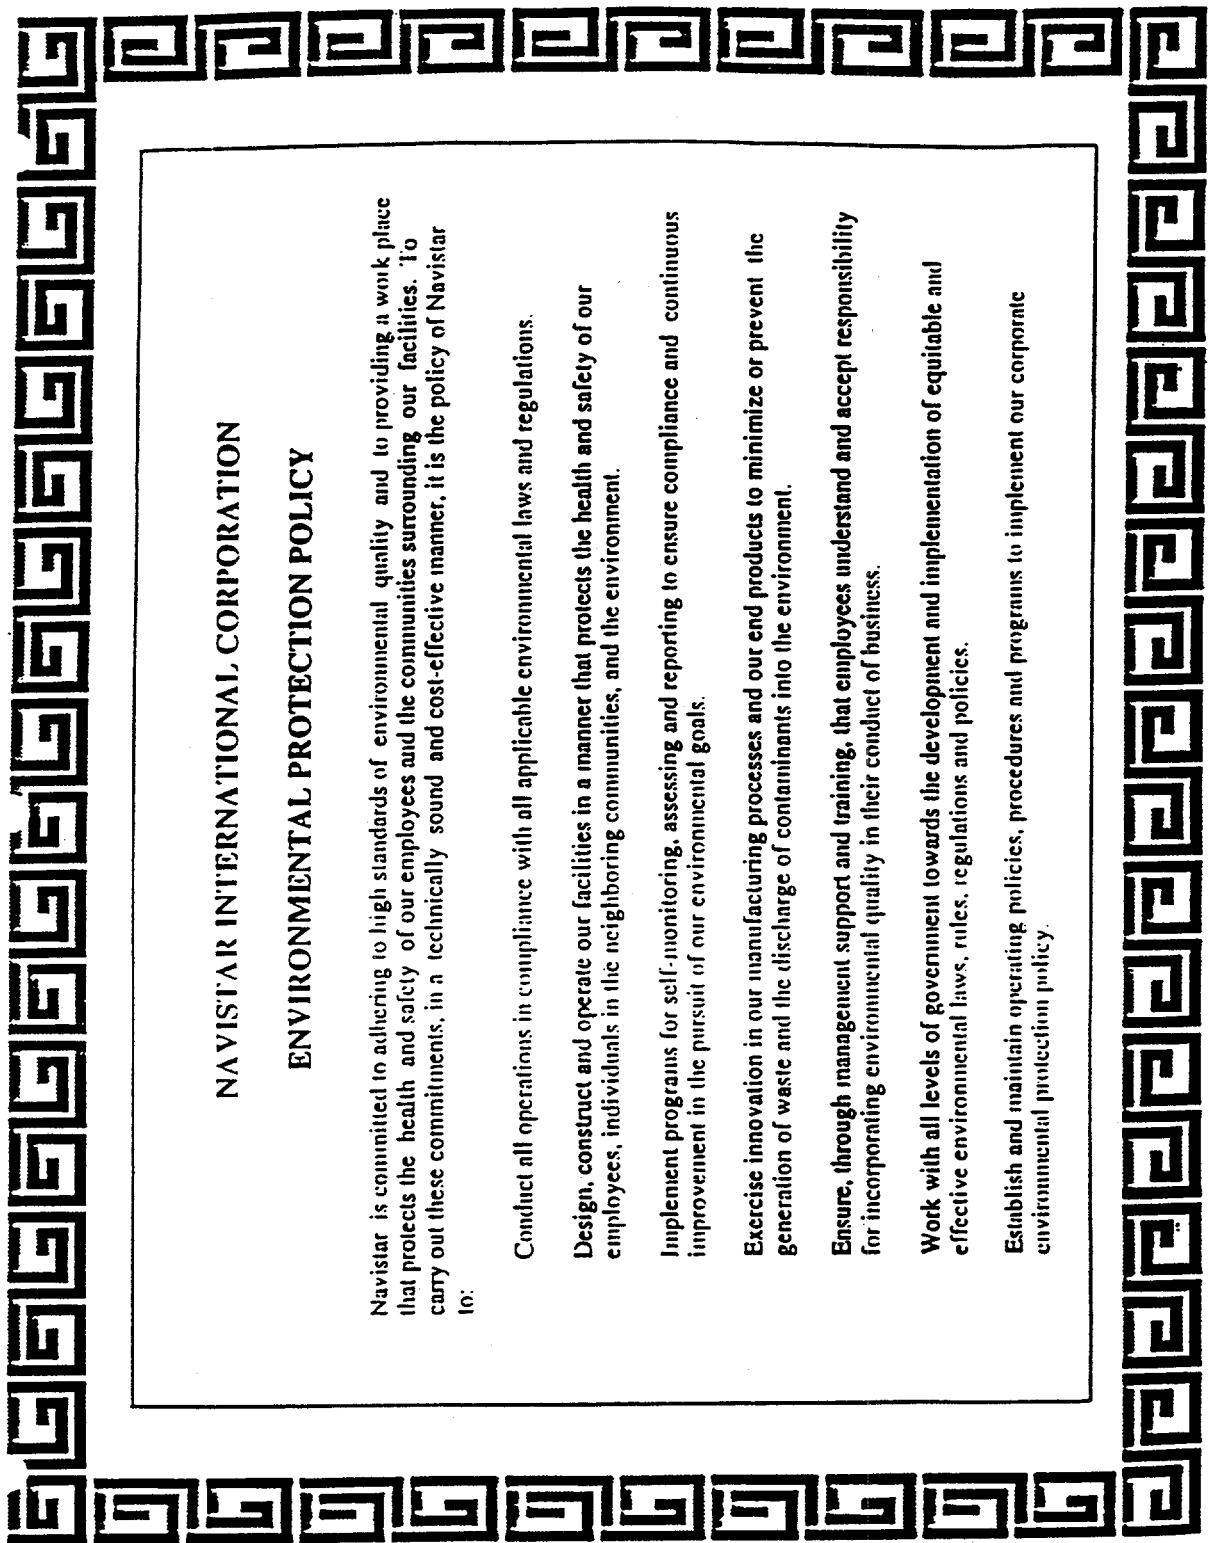 NAVISTAR INTERNATIONAL CORPORATION
ENVIRONMENTAL PROTECTION POLICY
Navistar is committed to adhering to high standards of environmental quality and to providing a work place
that protects the health and safety of our employees and the communities surrounding our facilities. To
carry out these commitments, in a technically sound and cost-effective manner, it is the policy of Navistar
to:
Conduct all operations in compliance with all applicable environmental laws and regulations.
Design, construct and operate our facilities in a manner that protects the health and safety of our
employees, individuals in the neighboring communities, and the environment.
Implement programs for self-monitoring, assessing and reporting to ensure compliance and continuous
improvement in the pursuit of our environmental goals.
Exercise innovation in our manufacturing processes and our end products to minimize or prevent the
generation of waste and the discharge of contaminants into the environment.
Ensure, through management support and training, that employees understand and accept responsibility
for incorporating environmental quality in their conduct of business.
Work with all levels of government towards the development and implementation of equitable and
effective environmental laws, rules, regulations and policies.
Establish and maintain operating policies, procedures and programs to implement our corporate
environmental protection policy.